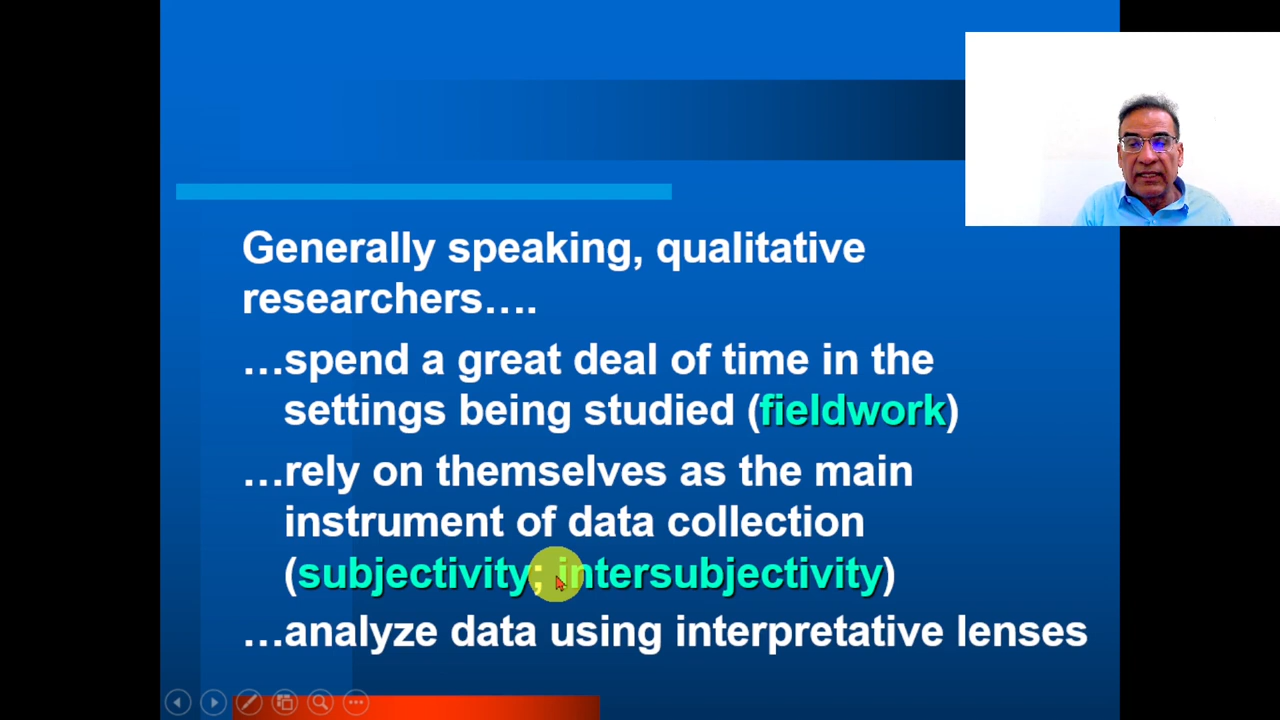 Generally speaking, qualitative
researchers….
…spend a great deal of time in the
settings being studied (fieldwork)
…rely on themselves as the main
instrument of data collection
(subjectivity; intersubjectivity)
…analyze data using interpretative lenses